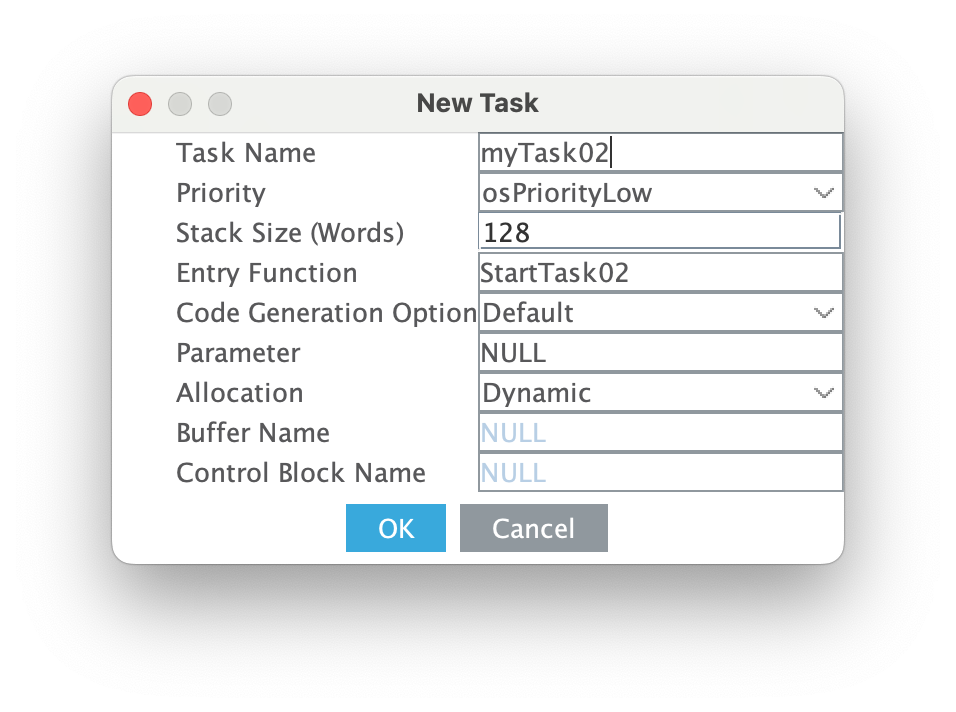 New Task
Task Name myTask02
Priority osPriorityLow
Stack Size (Words) 128
Entry Function StartTask02
Code Generation Option Default
Parameter NULL
Allocation Dynamic
Buffer Name NULL
Control Block Name NULL
OK Cancel